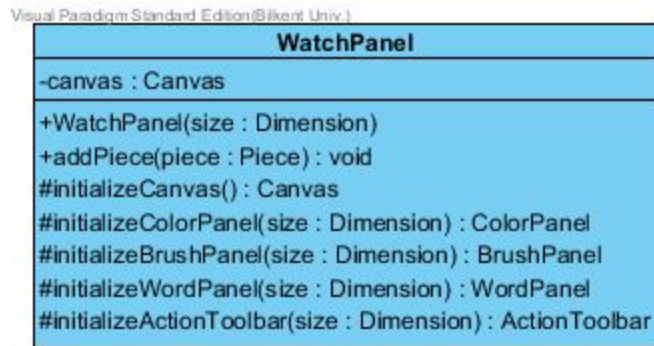 Visual Paradigm Standard Edition(Bilkent Univ.)
WatchPanel
-canvas : Canvas
+WatchPanel(size : Dimension)
+addPiece(piece : Piece) : void
#initializeCanvas() : Canvas
#initializeColorPanel(size : Dimension) : ColorPanel
#initializeBrushPanel(size : Dimension) : BrushPanel
#initializeWordPanel(size : Dimension) : WordPanel
#initializeActionToolbar(size : Dimension) : ActionToolbar